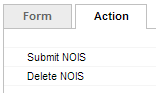 Form Action
Submit NOIS
Delete NOIS